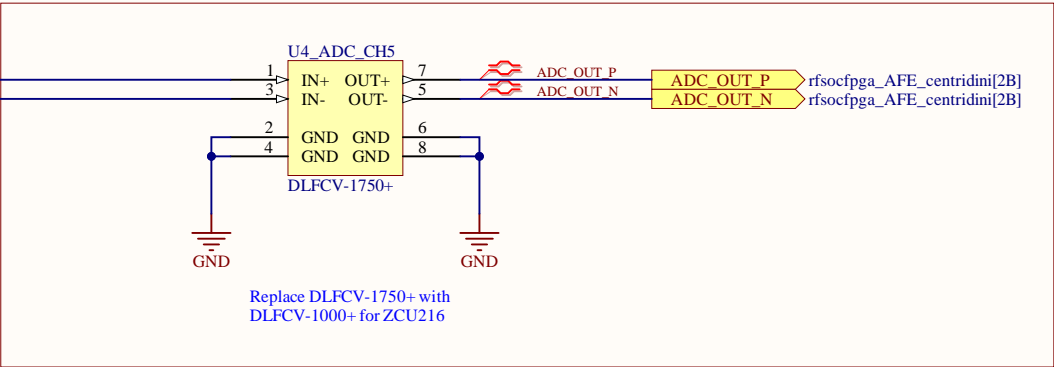 U4_ADC_CH5
1 IN+ OUT+ 7 ADC_OUT_P ADC_OUT_P rfsocfpga_AFE_centridini[2B]
3 IN- OUT- 5 ADC_OUT_N ADC_OUT_N rfsocfpga_AFE_centridini[2B]
2 GND GND 6
4 GND GND 8
DLFCV-1750+
GND GND
Replace DLFCV-1750+ with
DLFCV-1000+ for ZCU216